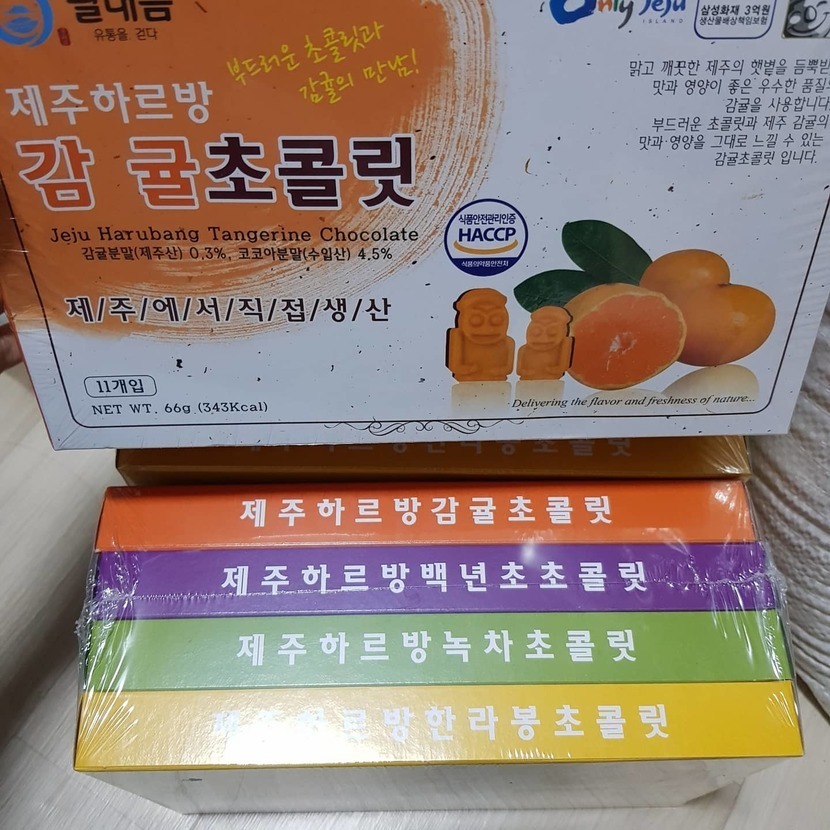 유통을 걷다
Only Jeju
ISLAND
삼성화재 3억원
생산물배상책임보험
부드러운 초콜릿과
감귤의 만남!
맑고 깨끗한 제주의 햇볕을 듬뿍받
맛과 영양이 좋은 우수한 품질의
감귤을 사용합니다
부드러운 초콜릿과 제주 감귤의
맛과 영양을 그대로 느낄 수 있는
감귤초콜릿 입니다.
제주하르방
감귤초콜릿
Jeju Harubang Tangerine Chocolate
감귤분말(제주산) 0.3%, 코코아분말(수입산) 4.5%
식품안전관리인증
HACCP
식품의약품안전처
제/주/에/서/직/접/생/산
11개입
NET WT. 66g (343Kcal)
Delivering the flavor and freshness of nature...
제주하르방감귤초콜릿
제주하르방백년초초콜릿
제주하르방녹차초콜릿
제주하르방한라봉초콜릿